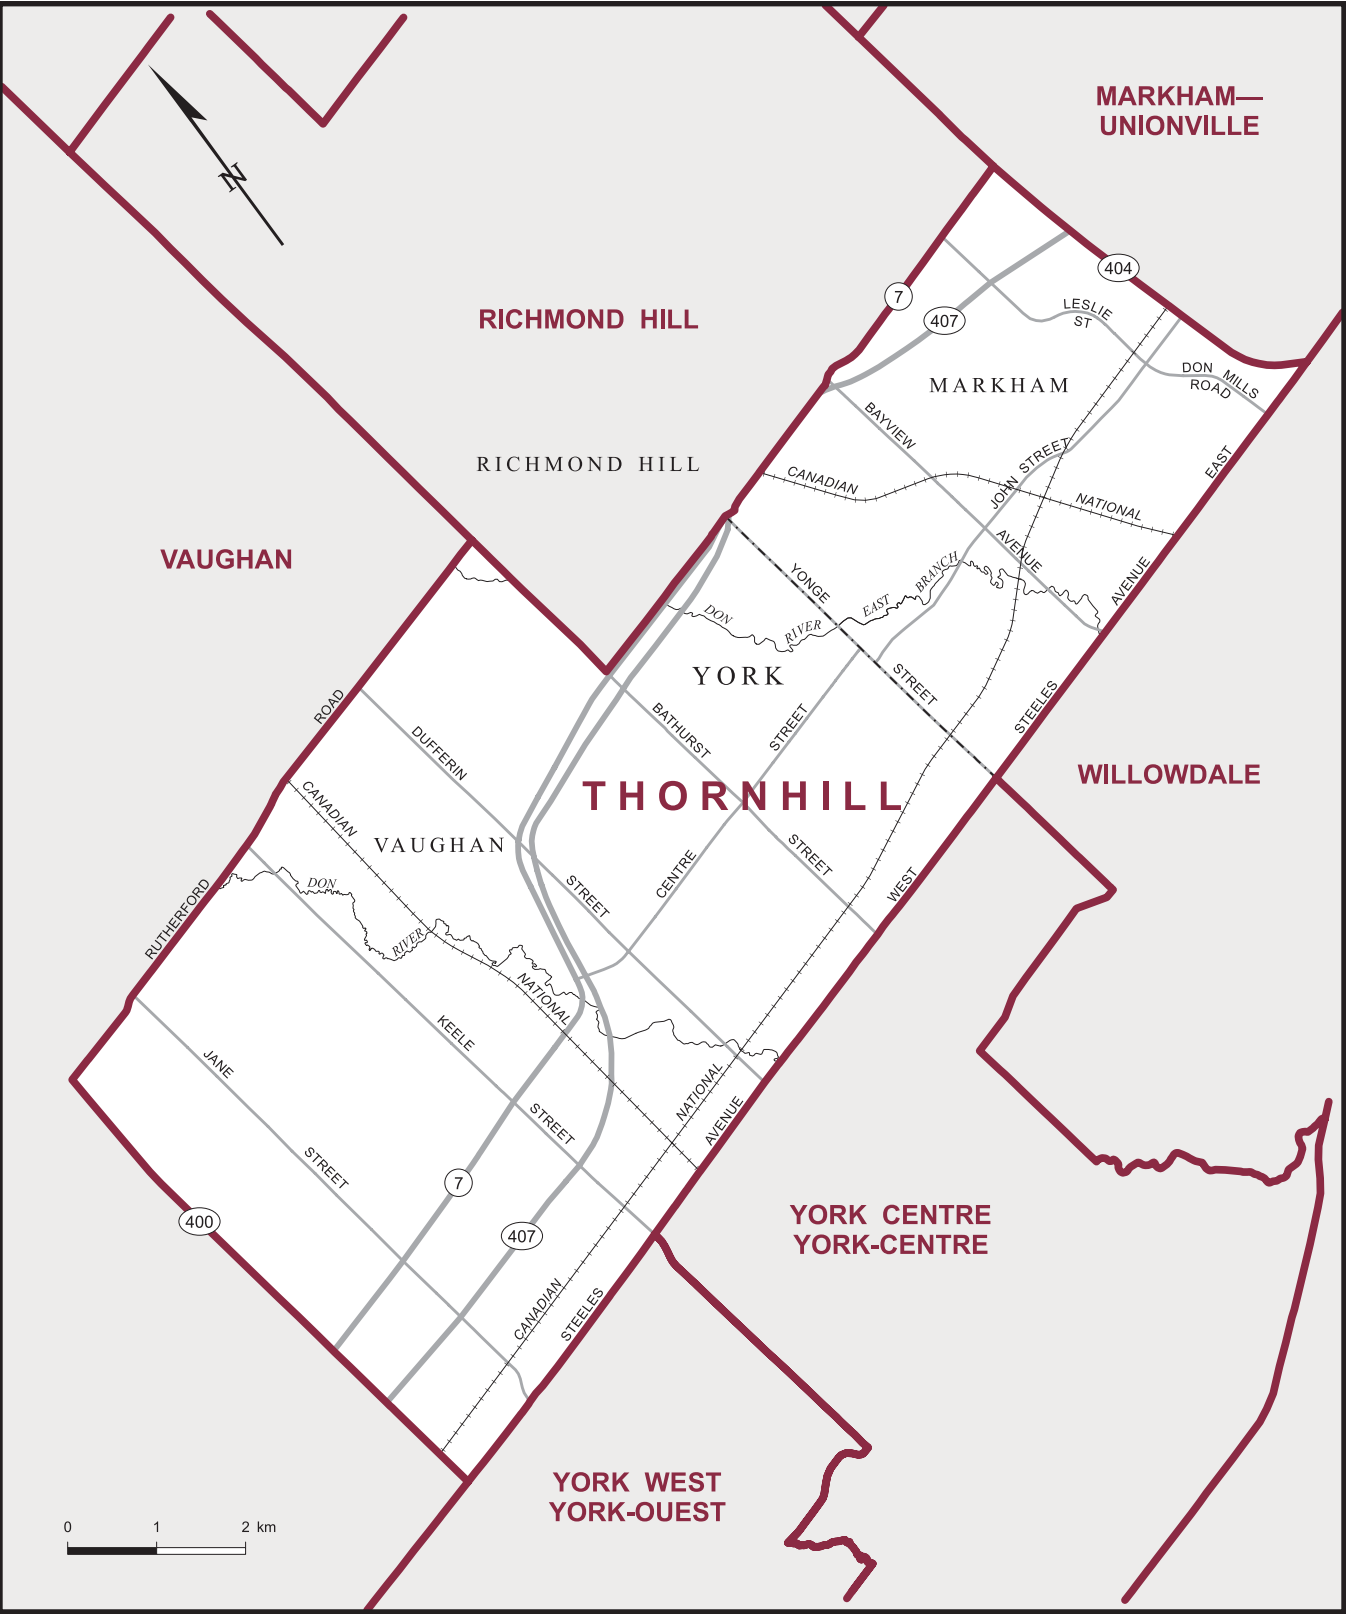 MARKHAM—
UNIONVILLE
N
404
7
RICHMOND HILL
407
LESLIE
ST
DON MILLS
ROAD
MARKHAM
BAYVIEW
AVENUE
EAST
RICHMOND HILL
CANADIAN
NATIONAL
JOHN STREET
VAUGHAN
YONGE
STREET
DON
RIVER
EAST
BRANCH
AVENUE
YORK
ROAD
STEELES
BATHURST
STREET
STREET
DUFFERIN
STREET
WILLOWDALE
THORNHILL
CANADIAN
VAUGHAN
CENTRE
WEST
DON
RIVER
RUTHERFORD
NATIONAL
KEELE
STREET
JANE
STREET
NATIONAL
AVENUE
7
400
407
YORK CENTRE
YORK-CENTRE
CANADIAN
STEELES
YORK WEST
YORK-OUEST
0 1 2 km